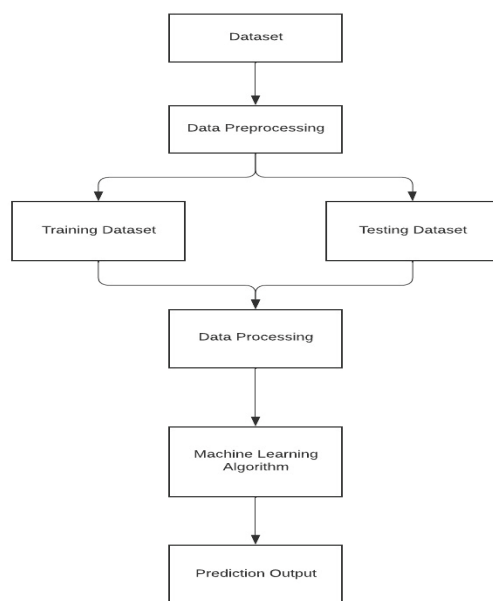 Dataset
Data Preprocessing
Training Dataset
Testing Dataset
Data Processing
Machine Learning
Algorithm
Prediction Output